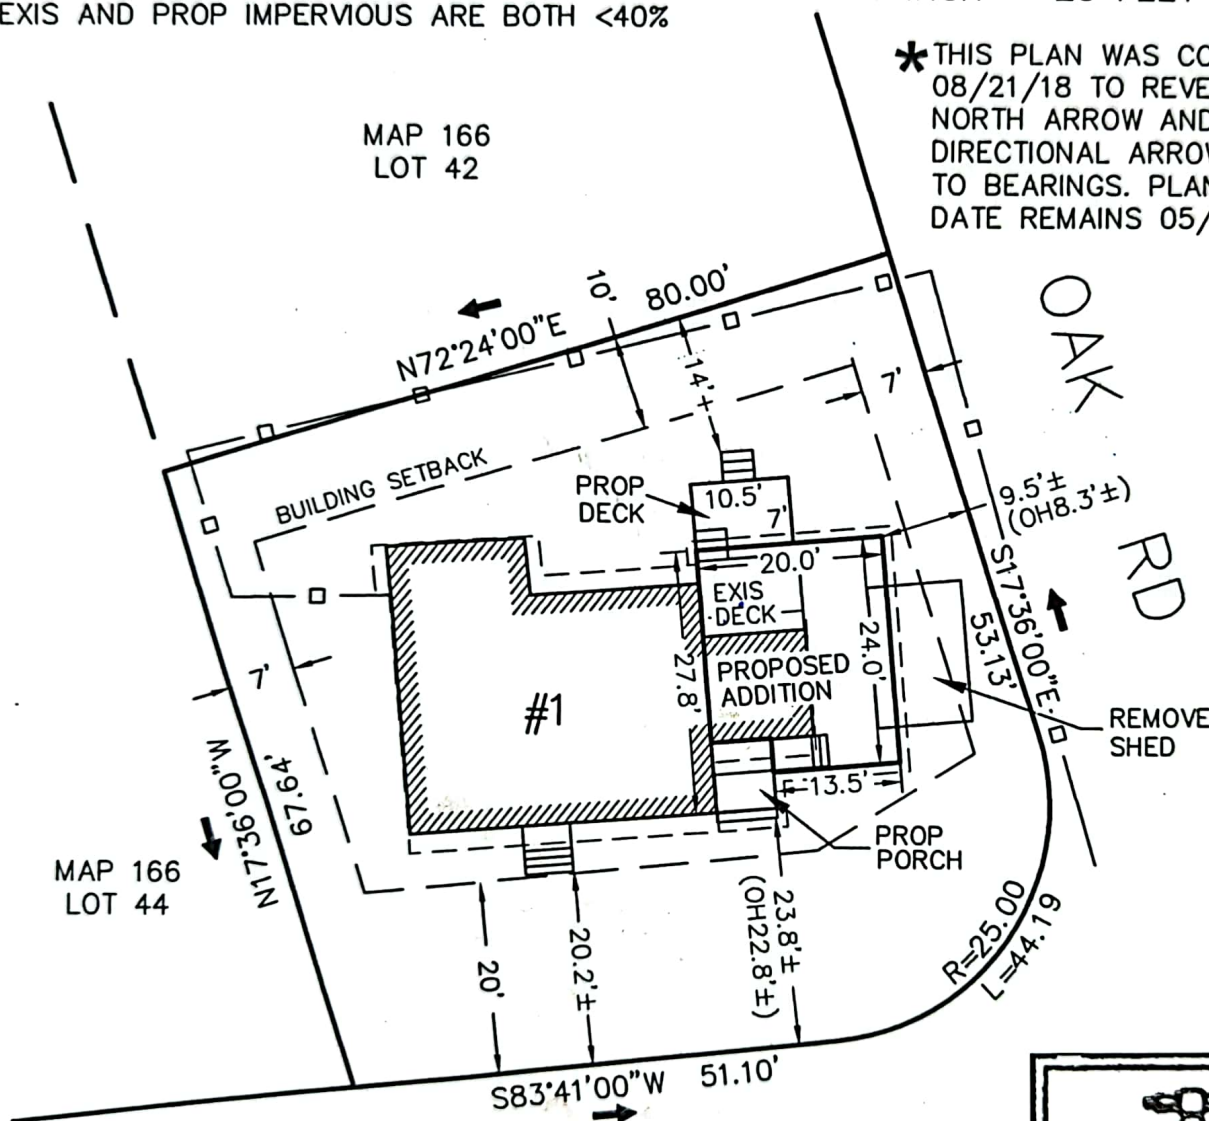 EXIS AND PROP IMPERVIOUS ARE BOTH <40%
*THIS PLAN WAS
08/21/18 TO
NORTH ARROW AND
DIRECTIONAL
TO BEARINGS.
DATE REMAINS 05/
MAP 166
LOT 42
OAK RD
10'
80.00'
N72°24'00"E
14'±
7'
BUILDING SETBACK
PROP
DECK
10.5'
7'
9.5'±
(OH8.3'±)
20.0'
EXIS
DECK
S17°36'00"E
53.13'
24.0'
27.8'
PROPOSED
ADDITION
#1
7'
REMOVE
SHED
13.5'
PROP
PORCH
N17°36'00"W
67.64'
MAP 166
LOT 44
20'
20.2'±
23.8'±
(OH22.8'±)
R=25.00
L=44.19
S83°41'00"W 51.10'